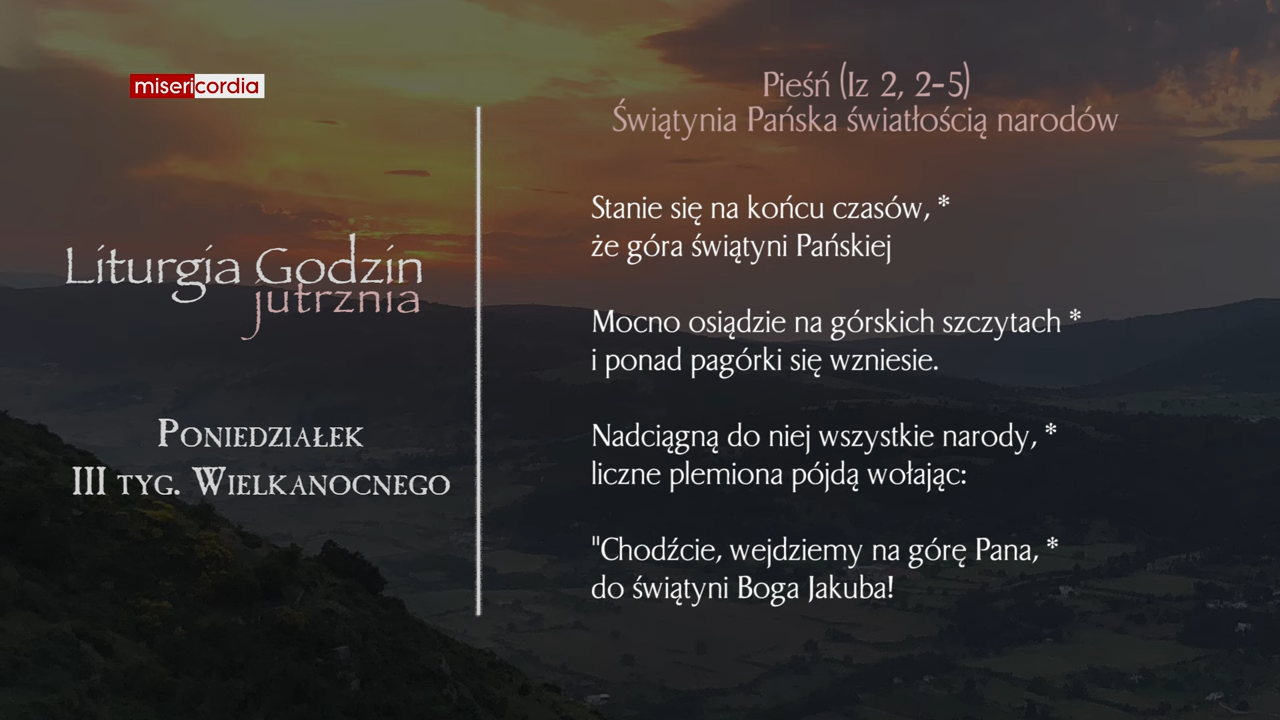 misericordia
Liturgia Godzin
jutrznia
Poniedziałek
III tyg. Wielkanocnego
Pieśń (Iz 2, 2-5)
Świątynia Pańska światłością narodów
Stanie się na końcu czasów, *
że góra świątyni Pańskiej
Mocno osiądzie na górskich szczytach *
i ponad pagórki się wzniesie.
Nadciągną do niej wszystkie narody, *
liczne plemiona pójdą wołając:
"Chodźcie, wejdziemy na górę Pana, *
do świątyni Boga Jakuba!